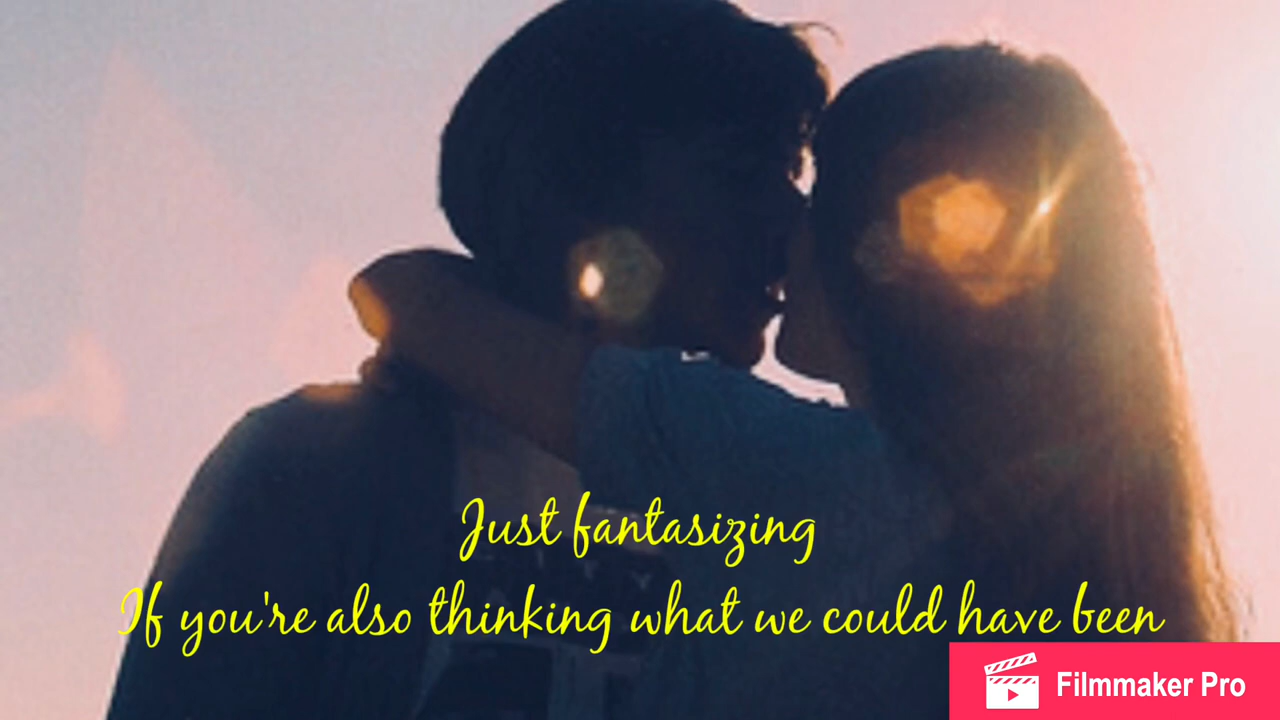 Just fantasizing
If you're also thinking what we could have been
Filmmaker Pro